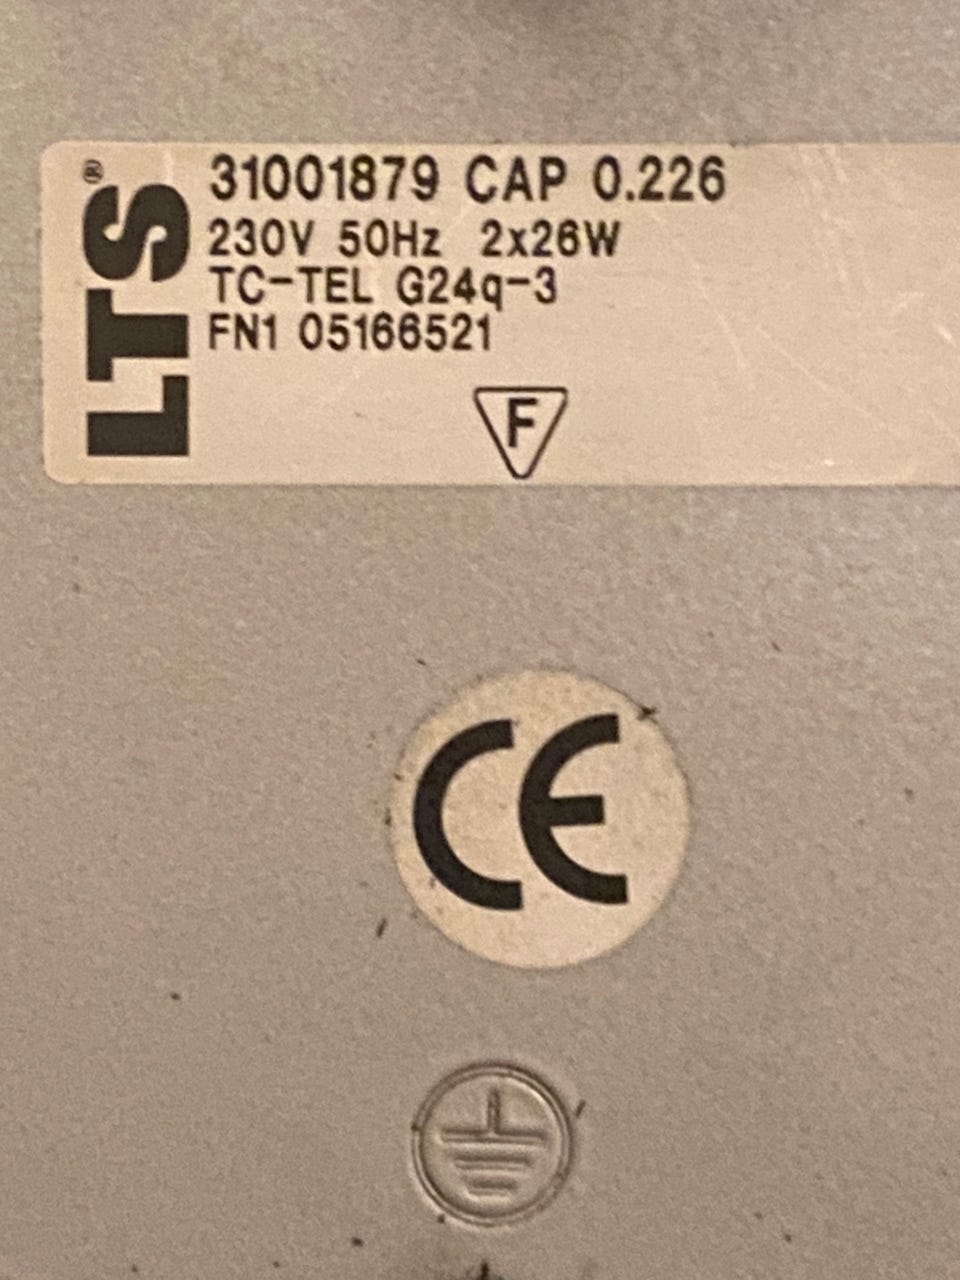 LTS®
31001879 CAP 0.226
230V 50Hz 2x26W
TC-TEL G24q-3
FN1 05166521
F
CE